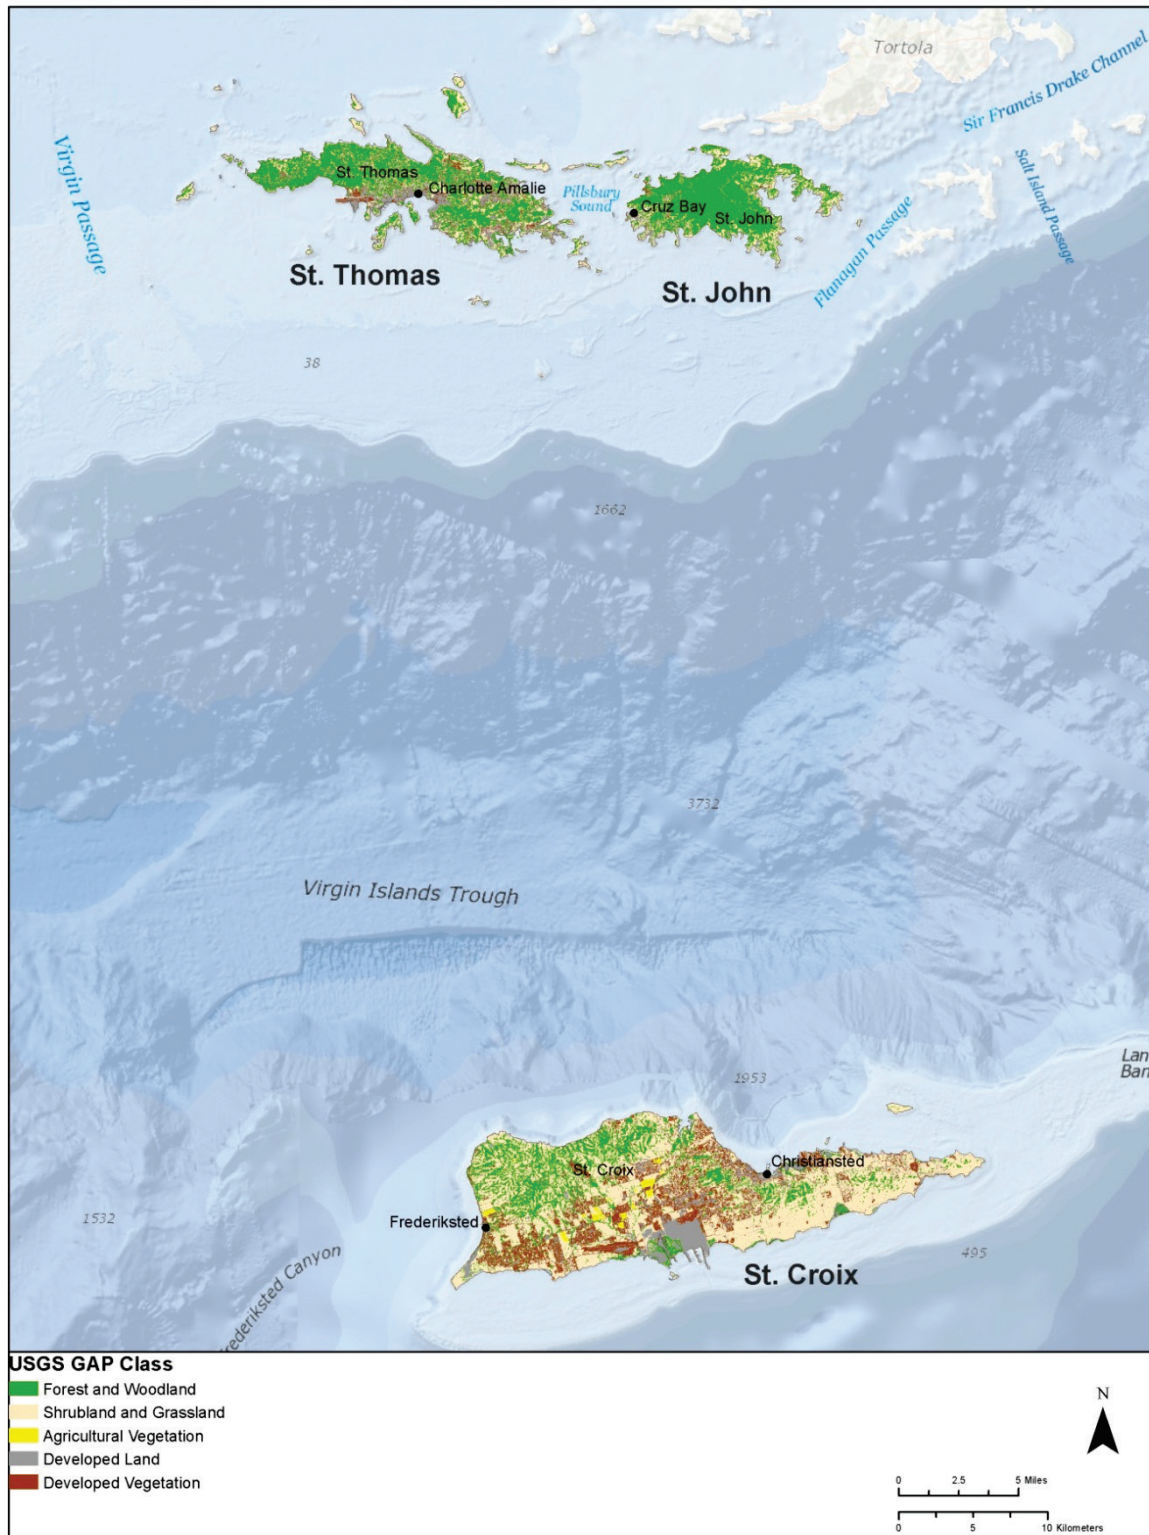 Tortola
Sir Francis Drake Channel
Virgin Passage
Salt Island Passage
St. Thomas
Charlotte Amalie
Pillsbury
Sound
Cruz Bay
St. John
Flanagan Passage
St. Thomas
St. John
38
1662
3732
Virgin Islands Trough
Lan
Ban
1953
Christiansted
St. Croix
Frederiksted
1532
495
St. Croix
rederiksted Canyon
USGS GAP Class
Forest and Woodland
Shrubland and Grassland
Agricultural Vegetation
Developed Land
Developed Vegetation
N
0 2.5 5 Miles
0 5 10 Kilometers